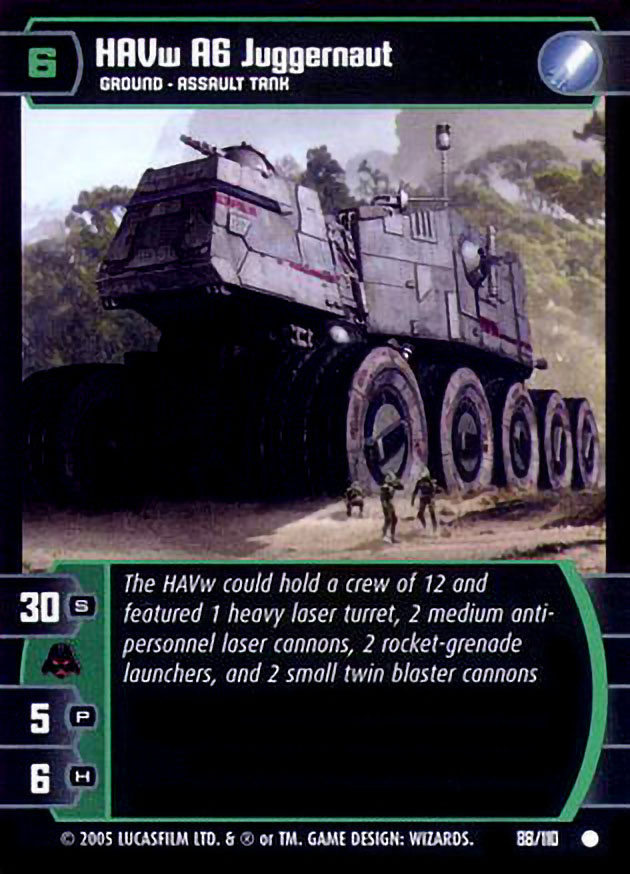 6
HAVw A6 Juggernaut
GROUND - ASSAULT TANK
The HAVw could hold a crew of 12 and
featured 1 heavy laser turret, 2 medium anti-
personnel laser cannons, 2 rocket-grenade
launchers, and 2 small twin blaster cannons
30 S
5 P
6 H
© 2005 LUCASFILM LTD. & ® or TM. GAME DESIGN: WIZARDS.
88/110